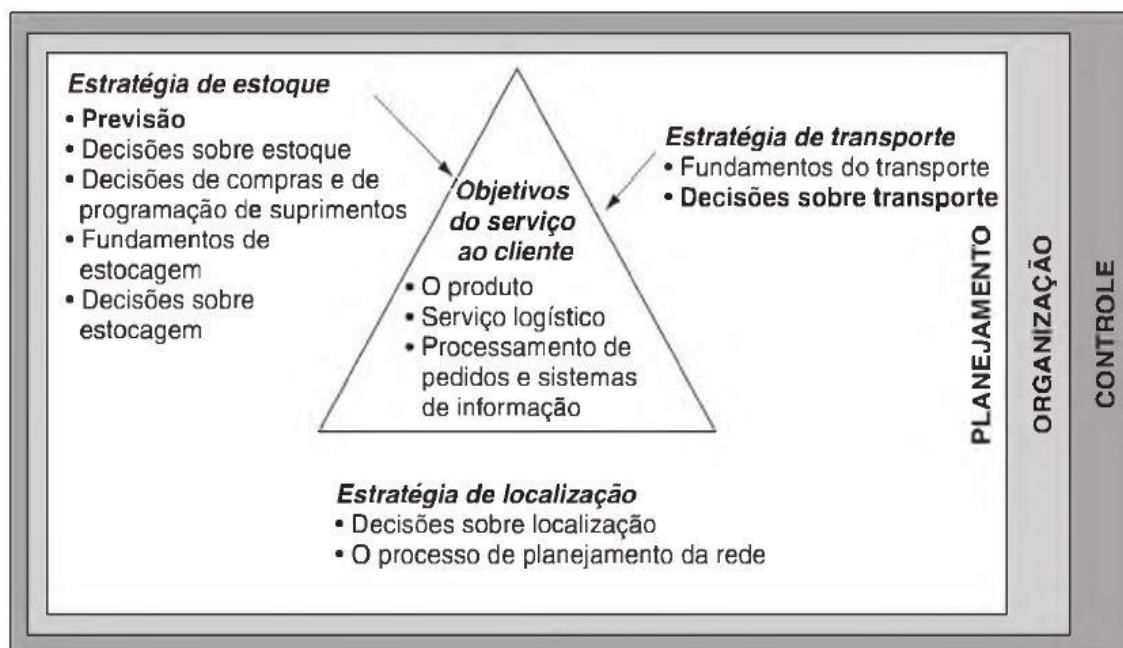 Estratégia de estoque
• Previsão
• Decisões sobre estoque
• Decisões de compras e de
programação de suprimentos
• Fundamentos de
estocagem
• Decisões sobre
estocagem
Objetivos
do serviço
ao cliente
• O produto
• Serviço logístico
• Processamento de
pedidos e sistemas
de informação
Estratégia de transporte
• Fundamentos do transporte
• Decisões sobre transporte
Estratégia de localização
• Decisões sobre localização
• O processo de planejamento da rede
PLANEJAMENTO
ORGANIZAÇÃO
CONTROLE